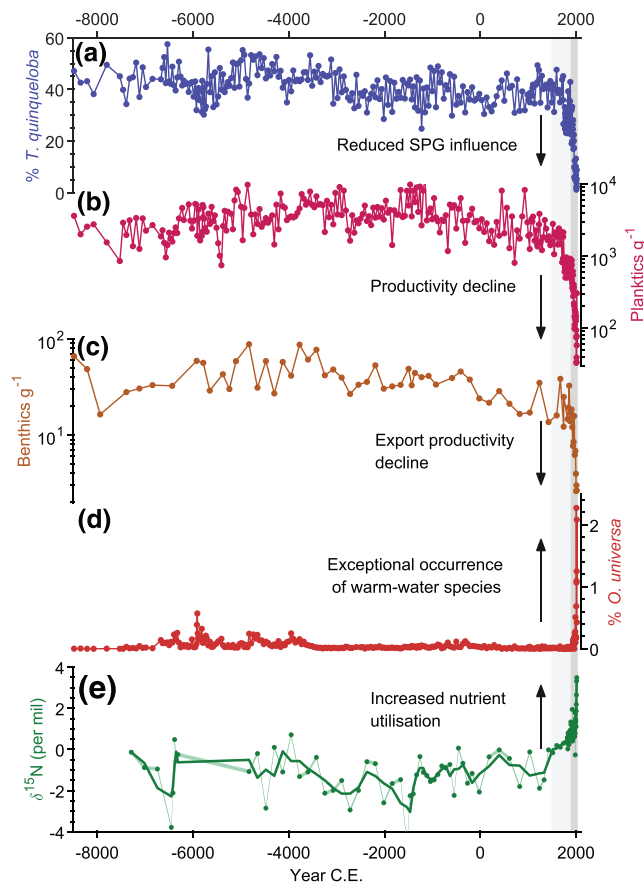 -8000 -6000 -4000 -2000 0 2000
(a)
60
40
20
0
% T. quinqueloba
Reduced SPG influence
(b)
10⁴
10³
10²
Planktics g⁻¹
Productivity decline
(c)
10²
10¹
Benthics g⁻¹
Export productivity
decline
(d)
2
1
0
% O. universa
Exceptional occurrence
of warm-water species
(e)
4
2
0
-2
-4
δ¹⁵N (per mil)
Increased nutrient
utilisation
-8000 -6000 -4000 -2000 0 2000
Year C.E.